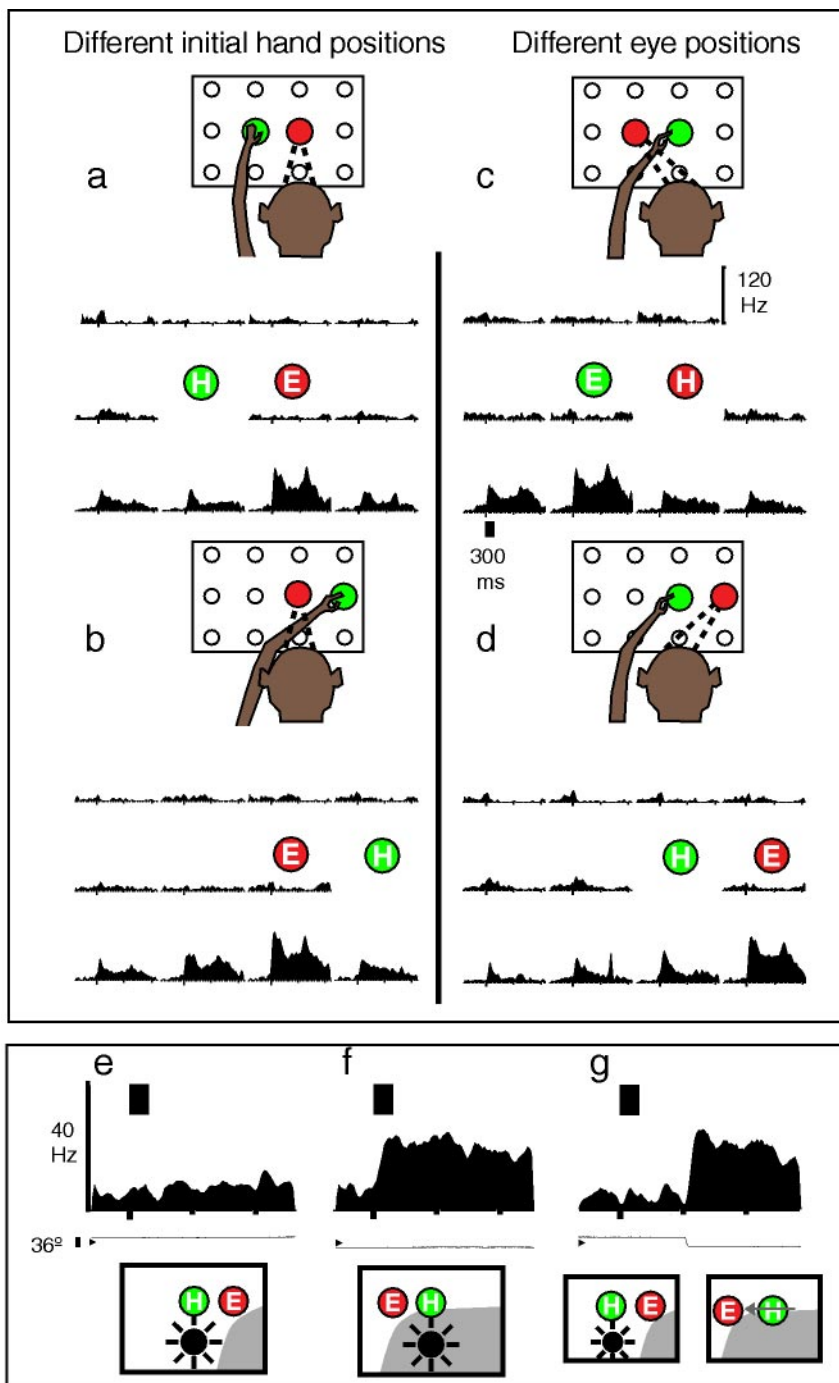 Different initial hand positions
Different eye positions
a
c
120
Hz
H
E
E
H
300
ms
b
d
E
H
H
E
e
f
g
40
Hz
36º
H
E
E
H
H
E
E
H